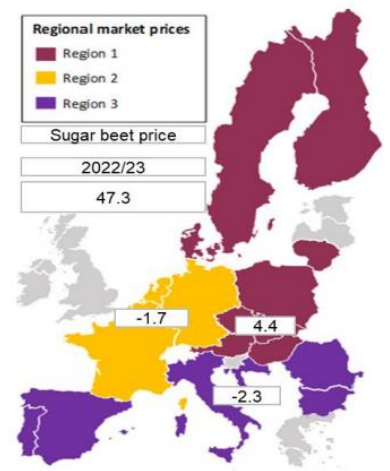 Regional market prices
Region 1
Region 2
Region 3
Sugar beet price
2022/23
47.3
-1.7
4.4
-2.3